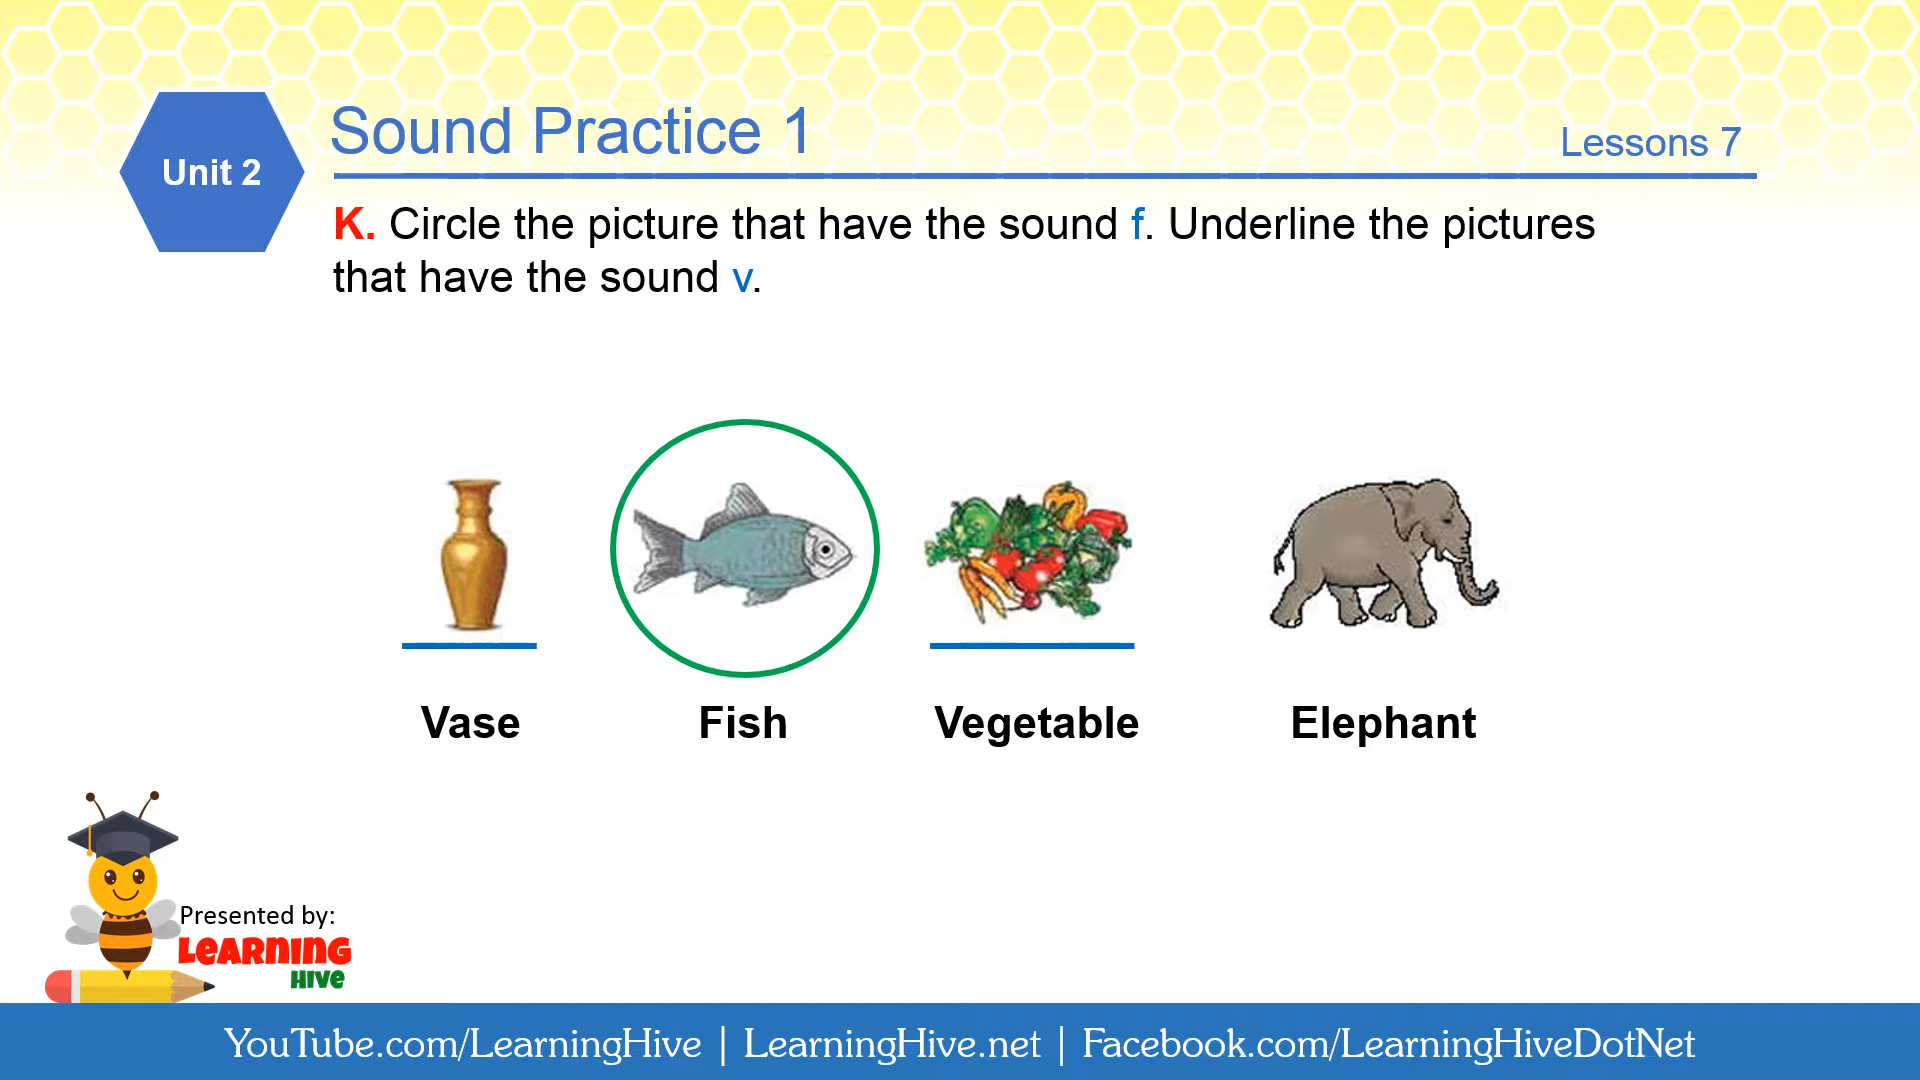 Unit 2
Sound Practice 1
Lessons 7
K. Circle the picture that have the sound f. Underline the pictures
that have the sound v.
Vase
Fish
Vegetable
Elephant
Presented by:
LEARNING
HIVE
YouTube.com/LearningHive | LearningHive.net | Facebook.com/LearningHiveDotNet